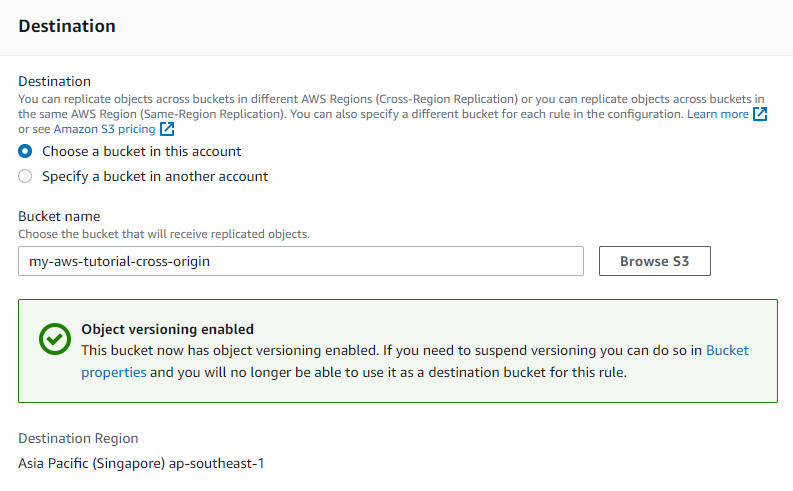 Destination
Destination
You can replicate objects across buckets in different AWS Regions (Cross-Region Replication) or you can replicate objects across buckets in
the same AWS Region (Same-Region Replication). You can also specify a different bucket for each rule in the configuration. Learn more
or see Amazon S3 pricing
Choose a bucket in this account
Specify a bucket in another account
Bucket name
Choose the bucket that will receive replicated objects.
my-aws-tutorial-cross-origin
Browse S3
Object versioning enabled
This bucket now has object versioning enabled. If you need to suspend versioning you can do so in Bucket
properties and you will no longer be able to use it as a destination bucket for this rule.
Destination Region
Asia Pacific (Singapore) ap-southeast-1